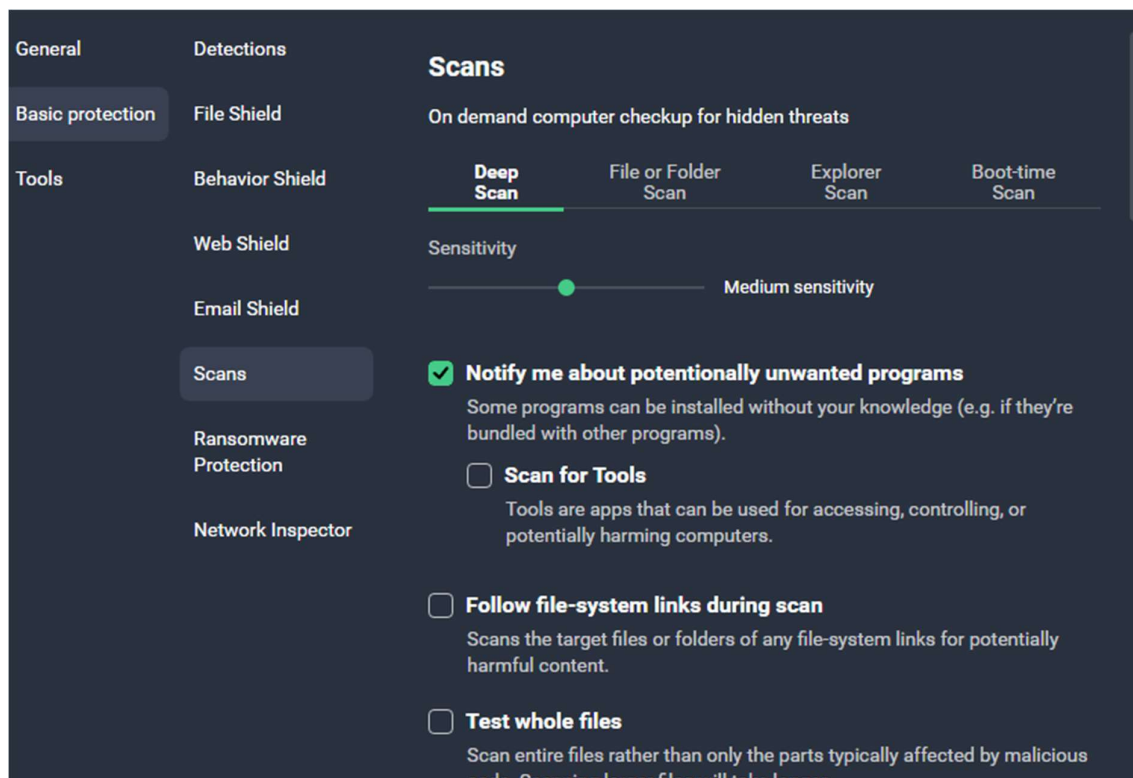 General
Basic protection
Tools
Detections
File Shield
Behavior Shield
Web Shield
Email Shield
Scans
Ransomware
Protection
Network Inspector
Scans
On demand computer checkup for hidden threats
Deep
Scan
File or Folder
Scan
Explorer
Scan
Boot-time
Scan
Sensitivity
Medium sensitivity
Notify me about potentially unwanted programs
Some programs can be installed without your knowledge (e.g. if they're
bundled with other programs).
Scan for Tools
Tools are apps that can be used for accessing, controlling, or
potentially harming computers.
Follow file-system links during scan
Scans the target files or folders of any file-system links for potentially
harmful content.
Test whole files
Scan entire files rather than only the parts typically affected by malicious